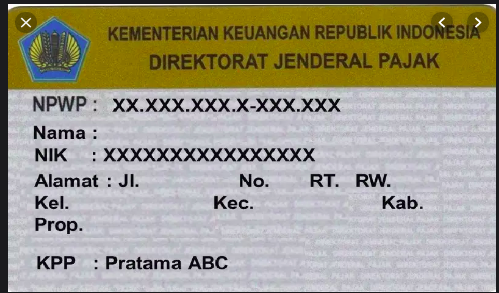 KEMENTERIAN KEUANGAN REPUBLIK INDONESIA
DIREKTORAT JENDERAL PAJAK
NPWP : XX.XXX.XXX.X-XXX.XXX
Nama :
NIK : XXXXXXXXXXXXXXXX
Alamat : Jl. No. RT. RW.
Kel. Kec. Kab.
Prop.
KPP : Pratama ABC